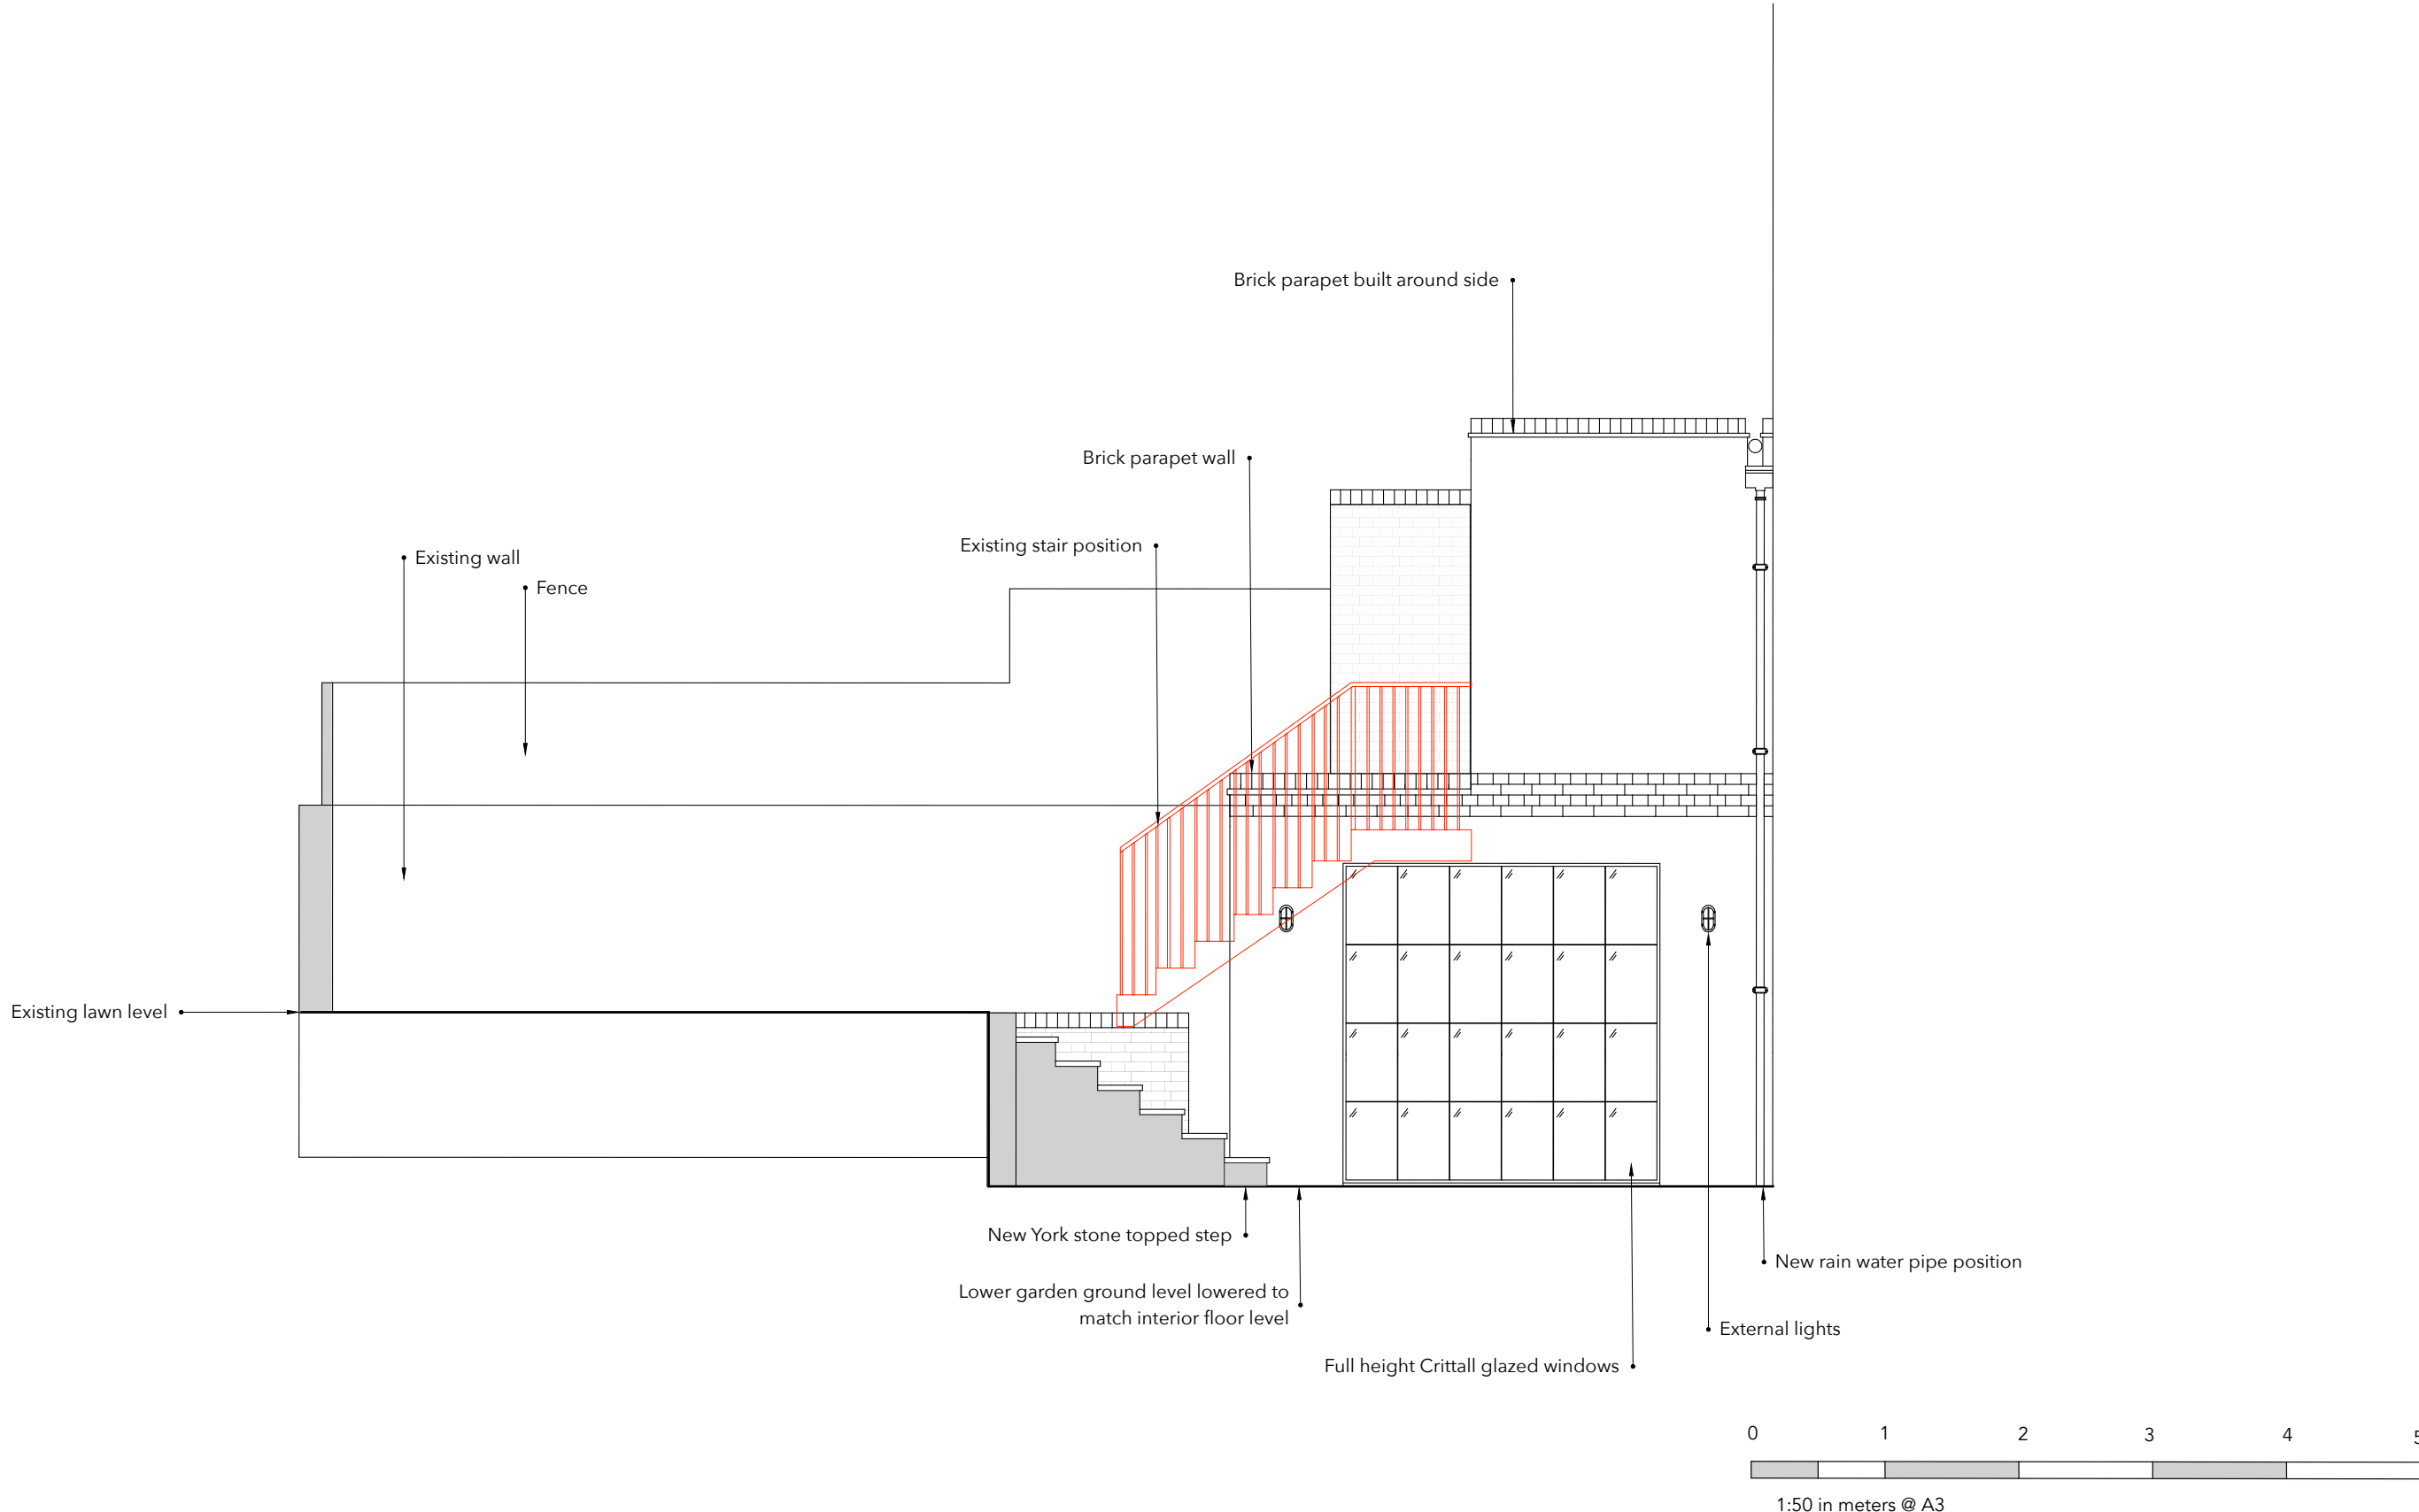 Brick parapet built around side
Brick parapet wall
Existing stair position
Existing wall
Fence
Existing lawn level
New York stone topped step
Lower garden ground level lowered to
match interior floor level
New rain water pipe position
External lights
Full height Crittall glazed windows
0 1 2 3 4 5
1:50 in meters @ A3